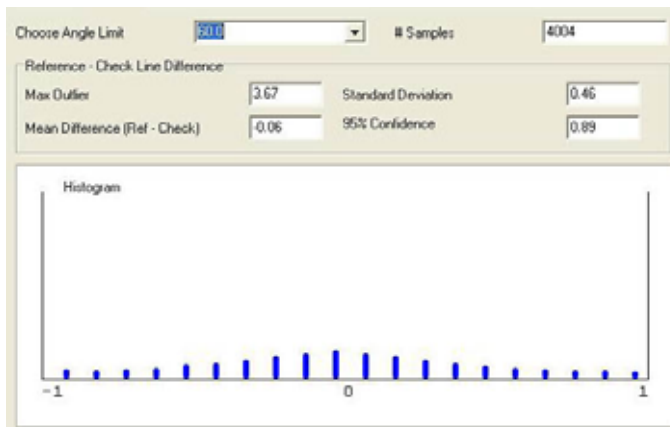 Choose Angle Limit 60.0 # Samples 4004
Reference - Check Line Difference
Max Outlier 3.67 Standard Deviation 0.46
Mean Difference (Ref - Check) -0.06 95% Confidence 0.89
Histogram
-1 0 1